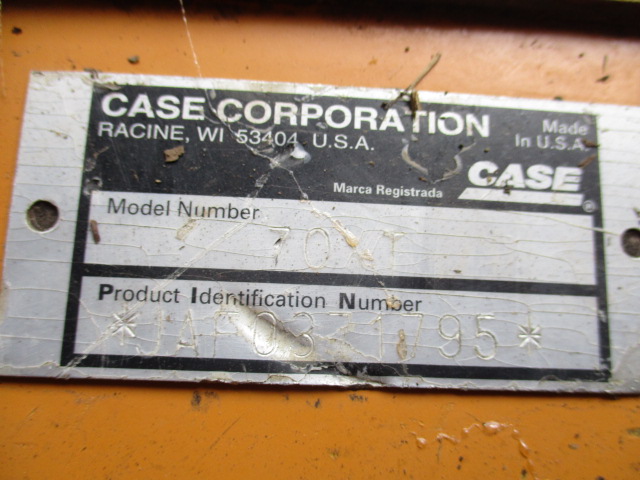 CASE CORPORATION
RACINE, WI 53404 U.S.A.
Made
In U.S.A.
Marca Registrada
CASE
®
Model Number
Product Identification Number